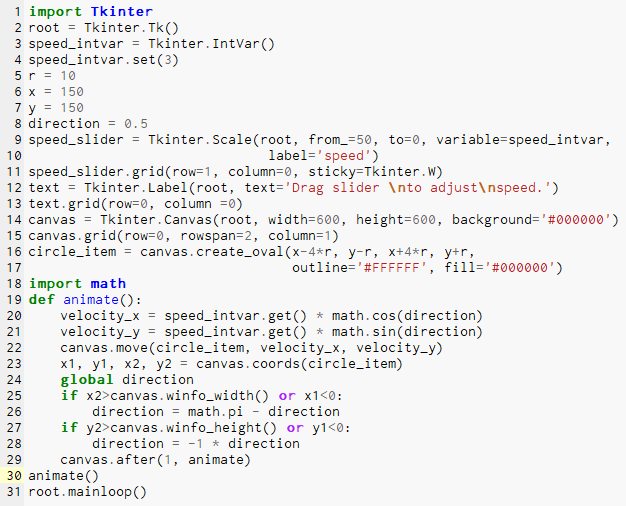 1 import Tkinter
2 root = Tkinter.Tk()
3 speed_intvar = Tkinter.IntVar()
4 speed_intvar.set(3)
5 r = 10
6 x = 150
7 y = 150
8 direction = 0.5
9 speed_slider = Tkinter.Scale(root, from_=50, to=0, variable=speed_intvar,
10                               label='speed')
11 speed_slider.grid(row=1, column=0, sticky=Tkinter.W)
12 text = Tkinter.Label(root, text='Drag slider \nto adjust\nspeed.')
13 text.grid(row=0, column =0)
14 canvas = Tkinter.Canvas(root, width=600, height=600, background='#000000')
15 canvas.grid(row=0, rowspan=2, column=1)
16 circle_item = canvas.create_oval(x-4*r, y-r, x+4*r, y+r,
17                                  outline='#FFFFFF', fill='#000000')
18 import math
19 def animate():
20     velocity_x = speed_intvar.get() * math.cos(direction)
21     velocity_y = speed_intvar.get() * math.sin(direction)
22     canvas.move(circle_item, velocity_x, velocity_y)
23     x1, y1, x2, y2 = canvas.coords(circle_item)
24     global direction
25     if x2>canvas.winfo_width() or x1<0:
26         direction = math.pi - direction
27     if y2>canvas.winfo_height() or y1<0:
28         direction = -1 * direction
29     canvas.after(1, animate)
30 animate()
31 root.mainloop()